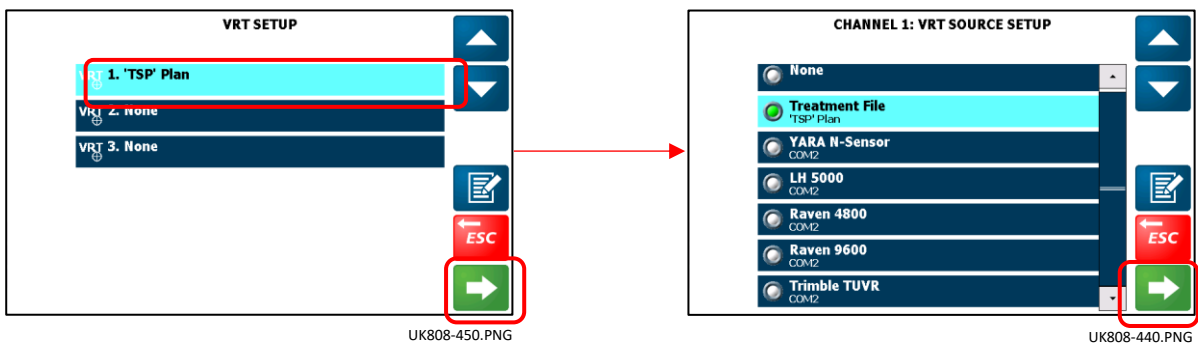 VRT SETUP
VRT 1. 'TSP' Plan
VRT 2. None
VRT 3. None
ESC
UK808-450.PNG
CHANNEL 1: VRT SOURCE SETUP
None
Treatment File
'TSP' Plan
YARA N-Sensor
COM2
LH 5000
COM2
Raven 4800
COM2
Raven 9600
COM2
Trimble TUVR
COM2
ESC
UK808-440.PNG